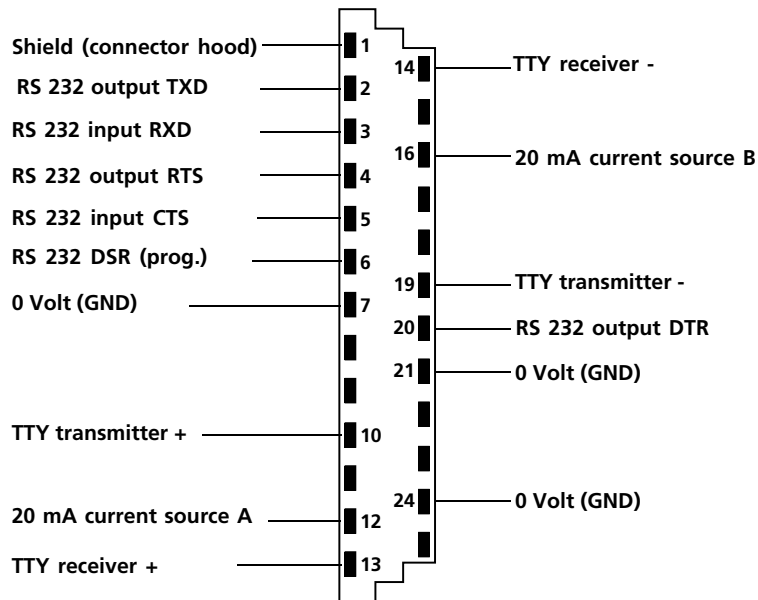 Shield (connector hood) 1
RS 232 output TXD 2
RS 232 input RXD 3
RS 232 output RTS 4
RS 232 input CTS 5
RS 232 DSR (prog.) 6
0 Volt (GND) 7
TTY transmitter + 10
20 mA current source A 12
TTY receiver + 13
14 TTY receiver -
16 20 mA current source B
19 TTY transmitter -
20 RS 232 output DTR
21 0 Volt (GND)
24 0 Volt (GND)